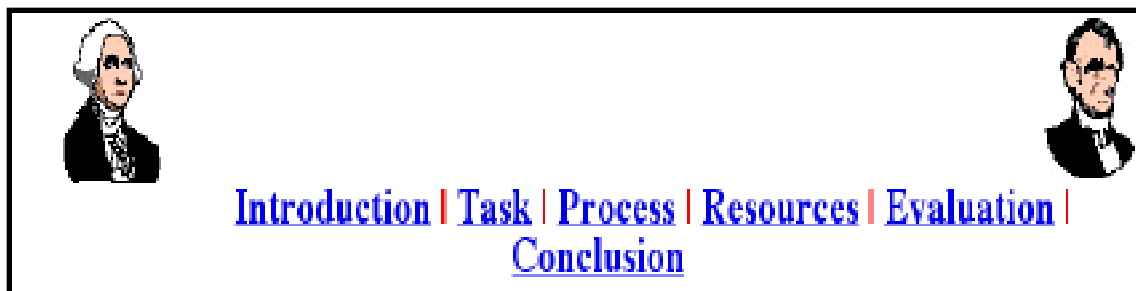 Introduction | Task | Process | Resources | Evaluation |
Conclusion